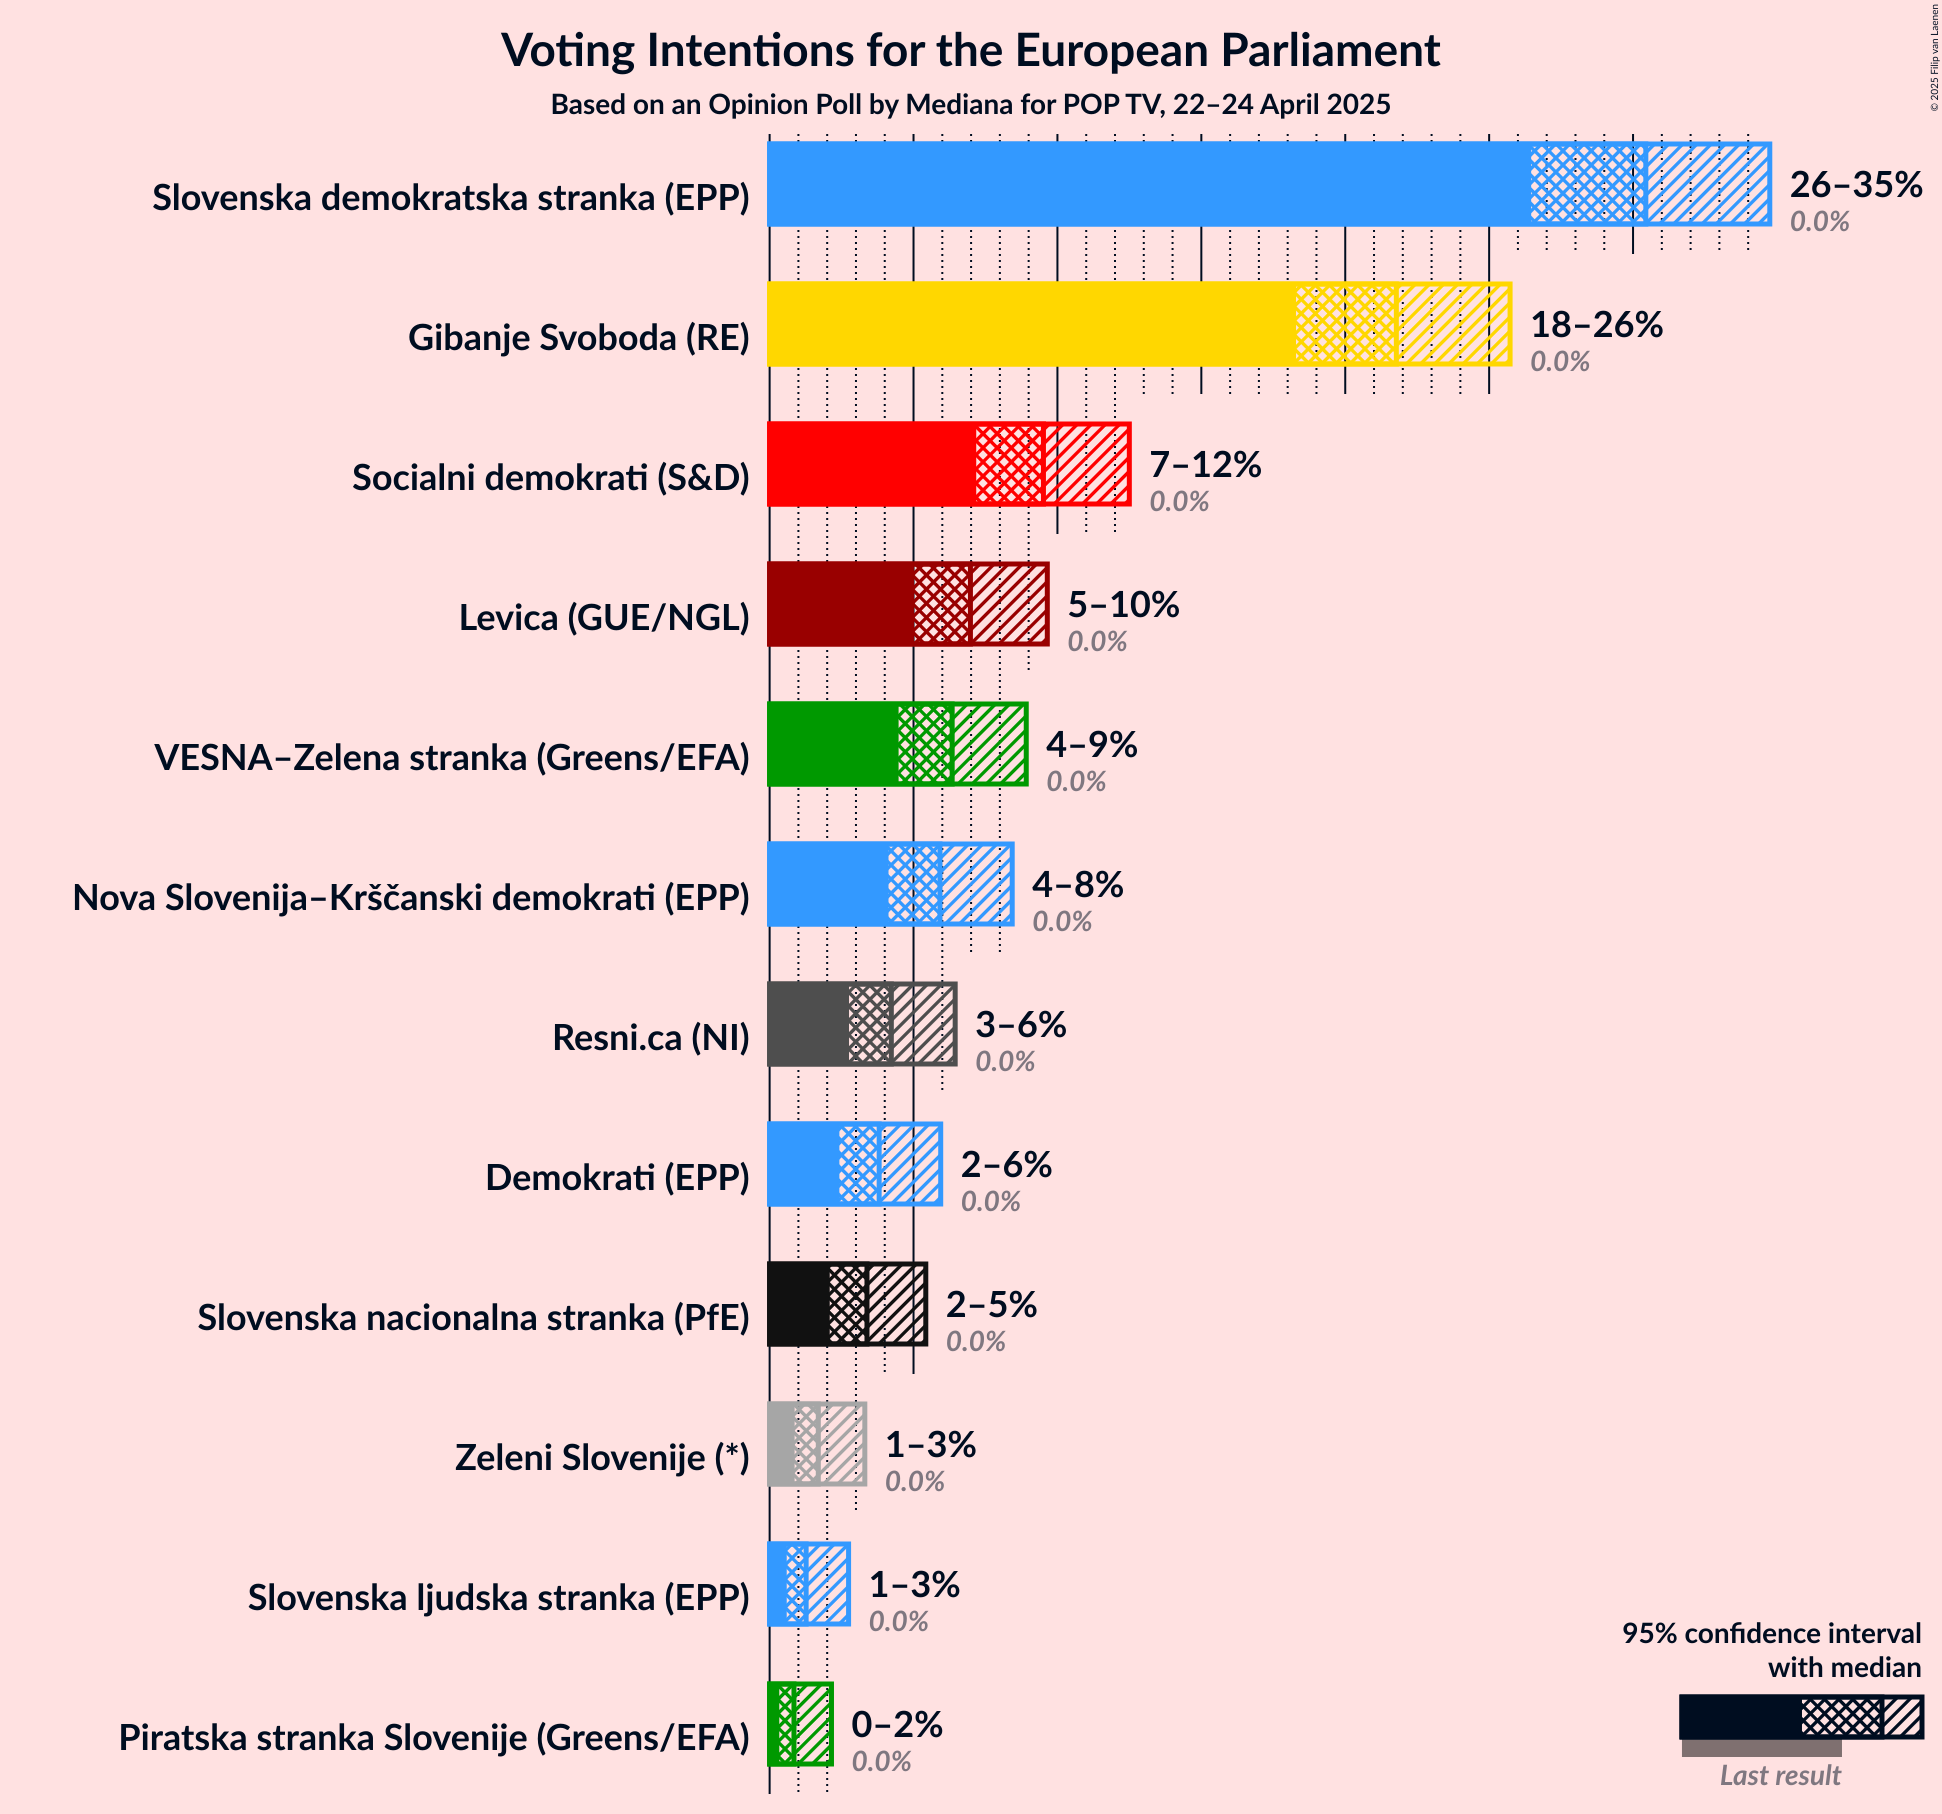 Voting Intentions for the European Parliament
Based on an Opinion Poll by Mediana for POP TV, 22–24 April 2025
© 2025 Filip van Laenen
Slovenska demokratska stranka (EPP)
26–35%
0.0%
Gibanje Svoboda (RE)
18–26%
0.0%
Socialni demokrati (S&D)
7–12%
0.0%
Levica (GUE/NGL)
5–10%
0.0%
VESNA–Zelena stranka (Greens/EFA)
4–9%
0.0%
Nova Slovenija–Krščanski demokrati (EPP)
4–8%
0.0%
Resni.ca (NI)
3–6%
0.0%
Demokrati (EPP)
2–6%
0.0%
Slovenska nacionalna stranka (PfE)
2–5%
0.0%
Zeleni Slovenije (*)
1–3%
0.0%
Slovenska ljudska stranka (EPP)
1–3%
0.0%
Piratska stranka Slovenije (Greens/EFA)
0–2%
0.0%
95% confidence interval
with median
Last result